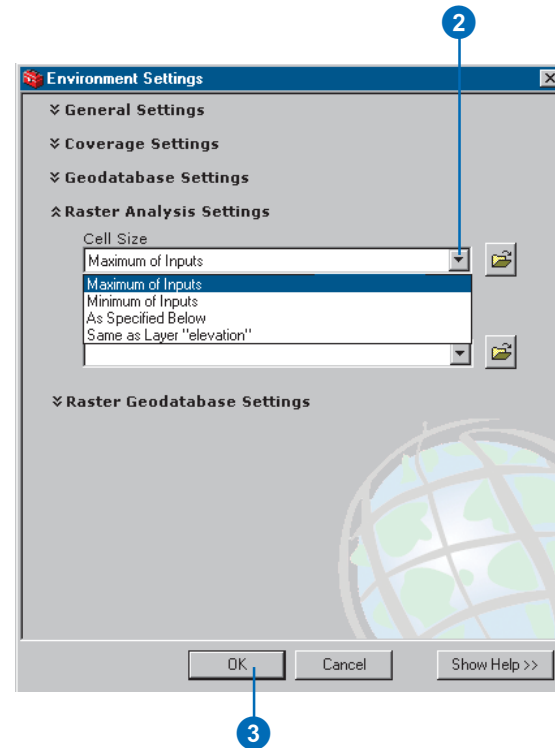 2
Environment Settings
General Settings
Coverage Settings
Geodatabase Settings
Raster Analysis Settings
Cell Size
Maximum of Inputs
Maximum of Inputs
Minimum of Inputs
As Specified Below
Same as Layer "elevation"
Raster Geodatabase Settings
OK
Cancel
Show Help >>
3